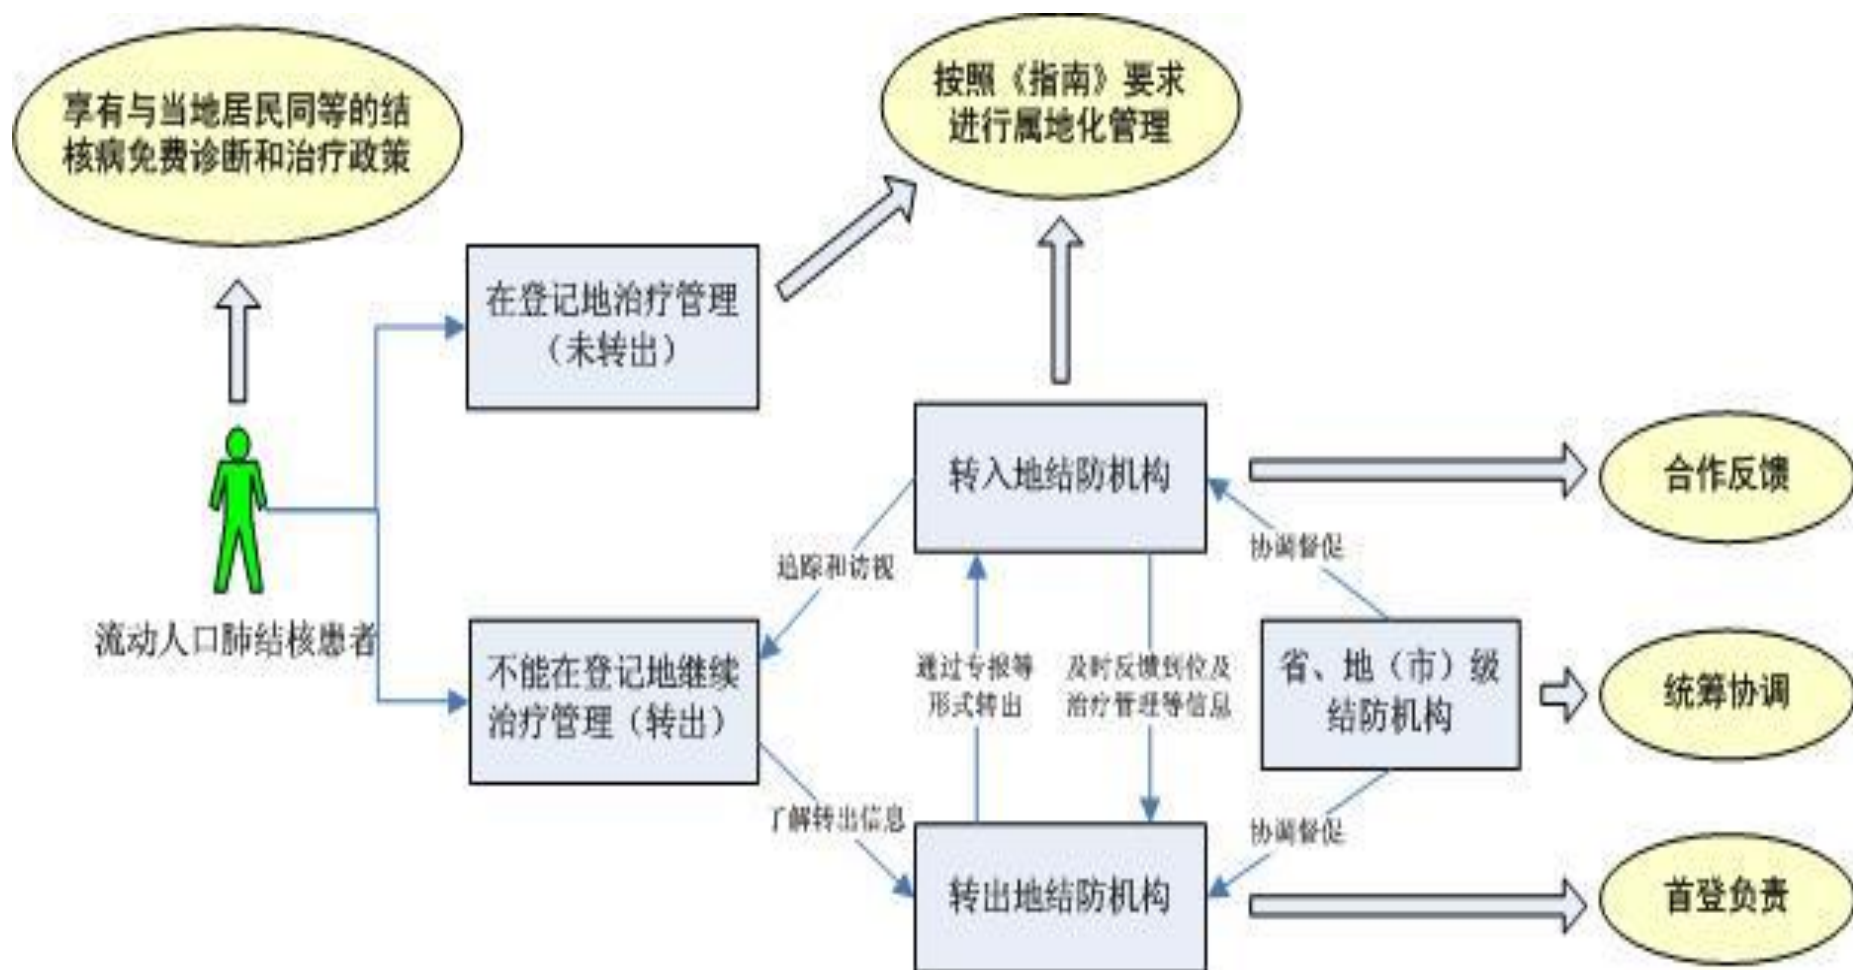 享有与当地居民同等的结
核病免费诊断和治疗政策
按照《指南》要求
进行属地化管理
在登记地治疗管理
（未转出）
转入地结防机构
合作反馈
追踪和访视
协调督促
流动人口肺结核患者
不能在登记地继续
治疗管理（转出）
通过专报等
形式转出
及时反馈到位及
治疗管理等信息
省、地（市）级
结防机构
统筹协调
了解转出信息
协调督促
转出地结防机构
首登负责